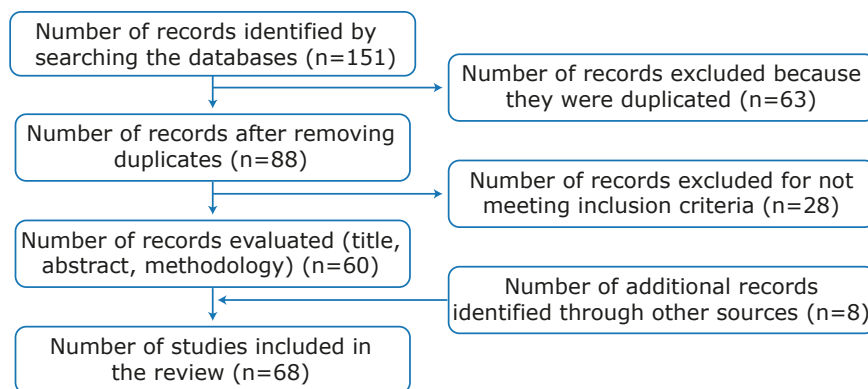 Number of records identified by
searching the databases (n=151)
Number of records excluded because
they were duplicated (n=63)
Number of records after removing
duplicates (n=88)
Number of records excluded for not
meeting inclusion criteria (n=28)
Number of records evaluated (title,
abstract, methodology) (n=60)
Number of additional records
identified through other sources (n=8)
Number of studies included in
the review (n=68)